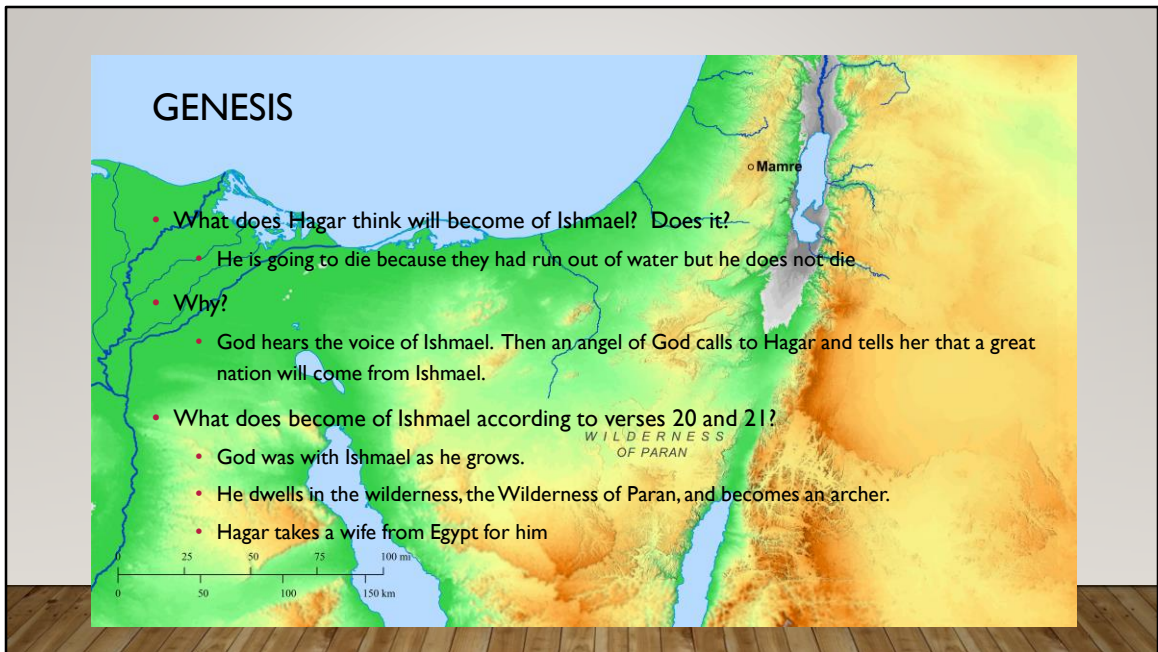 GENESIS
Mamre
• What does Hagar think will become of Ishmael?  Does it?
• He is going to die because they had run out of water but he does not die
• Why?
• God hears the voice of Ishmael.  Then an angel of God calls to Hagar and tells her that a great
nation will come from Ishmael.
• What does become of Ishmael according to verses 20 and 21?
WILDERNESS
OF PARAN
• God was with Ishmael as he grows.
• He dwells in the wilderness, the Wilderness of Paran, and becomes an archer.
• Hagar takes a wife from Egypt for him
0 25 50 75 100 mi
0 50 100 150 km